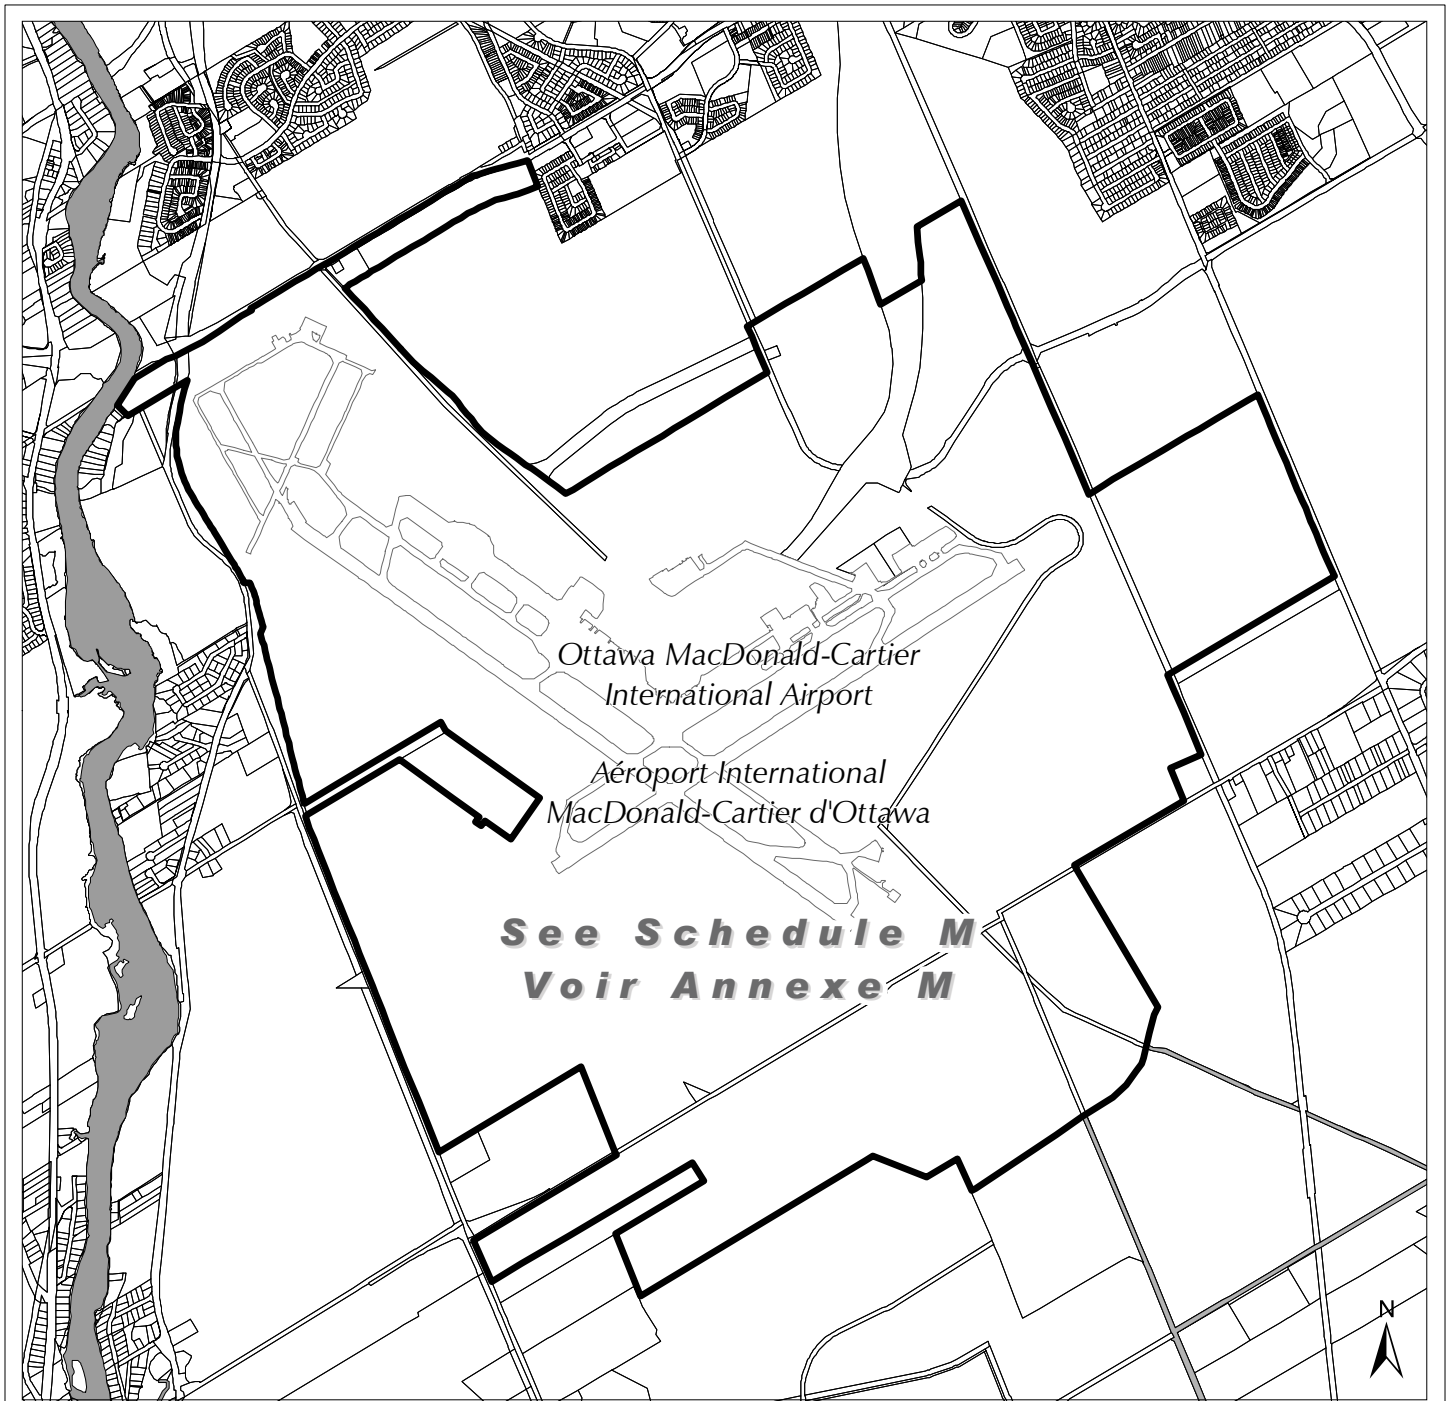 Ottawa MacDonald-Cartier
International Airport
Aéroport International
MacDonald-Cartier d'Ottawa
See Schedule M
Voir Annexe M
N